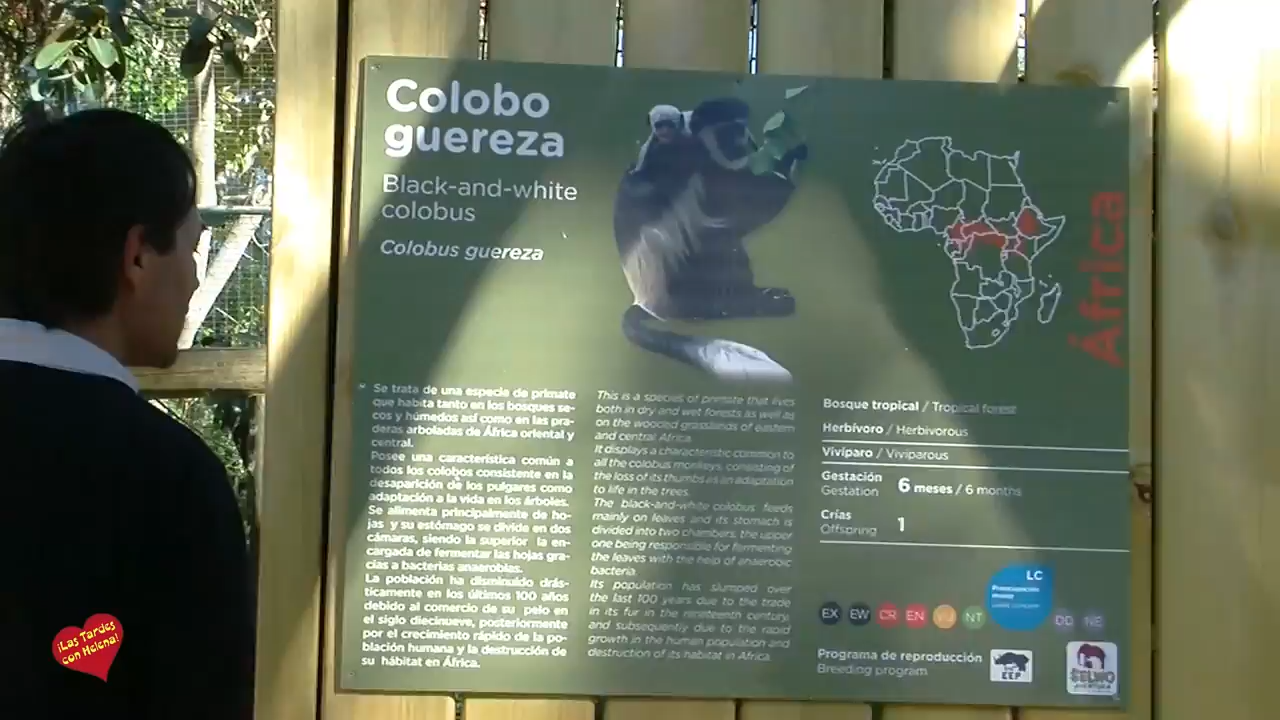 Colobo
guereza
Black-and-white
colobus
Colobus guereza
África
Se trata de una especie de primate
que habita tanto en los bosques se-
cos y húmedos así como en las pra-
deras arboladas de África oriental y
central.
Posee una característica común a
todos los colobos consistente en la
desaparición de los pulgares como
adaptación a la vida en los árboles.
Se alimenta principalmente de ho-
jas y su estómago se divide en dos
cámaras, siendo la superior la en-
cargada de fermentar las hojas gra-
cias a bacterias anaerobias.
La población ha disminuido drás-
ticamente en los últimos 100 años
debido al comercio de su pelo en
el siglo diecinueve, posteriormente
por el crecimiento rápido de la po-
blación humana y la destrucción de
su hábitat en África.
This is a species of primate that lives
both in dry and wet forests as well as
on the wooded grasslands of eastern
and central Africa.
It displays a characteristic common to
all the colobus monkeys, consisting of
the loss of its thumbs as an adaptation
to life in the trees.
The black-and-white colobus feeds
mainly on leaves and its stomach is
divided into two chambers, the upper
one being responsible for fermenting
the leaves with the help of anaerobic
bacteria.
Its population has slumped over
the last 100 years due to the trade
in its fur in the nineteenth century,
and subsequently due to the rapid
growth in the human population and
destruction of its habitat in Africa.
Bosque tropical / Tropical forest
Herbívoro / Herbivorous
Vivíparo / Viviparous
Gestación
Gestation 6 meses / 6 months
Crías
Offspring 1
LC
Preocupación
menor
EX EW CR EN VU NT DD NE
Programa de reproducción
Breeding program
EEP
SELWO
¡Las Tardes
con Helena!